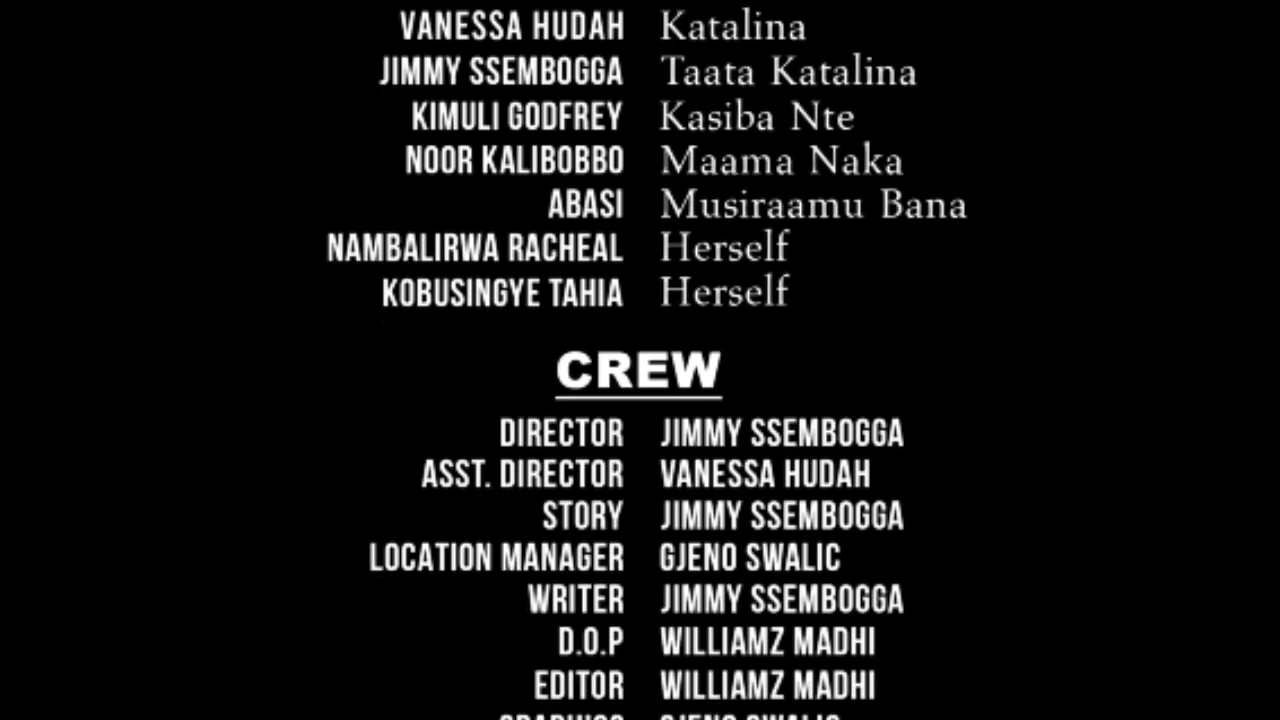 VANESSA HUDAH Katalina
JIMMY SSEMBOGGA Taata Katalina
KIMULI GODFREY Kasiba Nte
NOOR KALIBOBBO Maama Naka
ABASI Musiraamu Bana
NAMBALIRWA RACHEAL Herself
KOBUSINGYE TAHIA Herself
CREW
DIRECTOR JIMMY SSEMBOGGA
ASST. DIRECTOR VANESSA HUDAH
STORY JIMMY SSEMBOGGA
LOCATION MANAGER GJENO SWALIC
WRITER JIMMY SSEMBOGGA
D.O.P WILLIAMZ MADHI
EDITOR WILLIAMZ MADHI